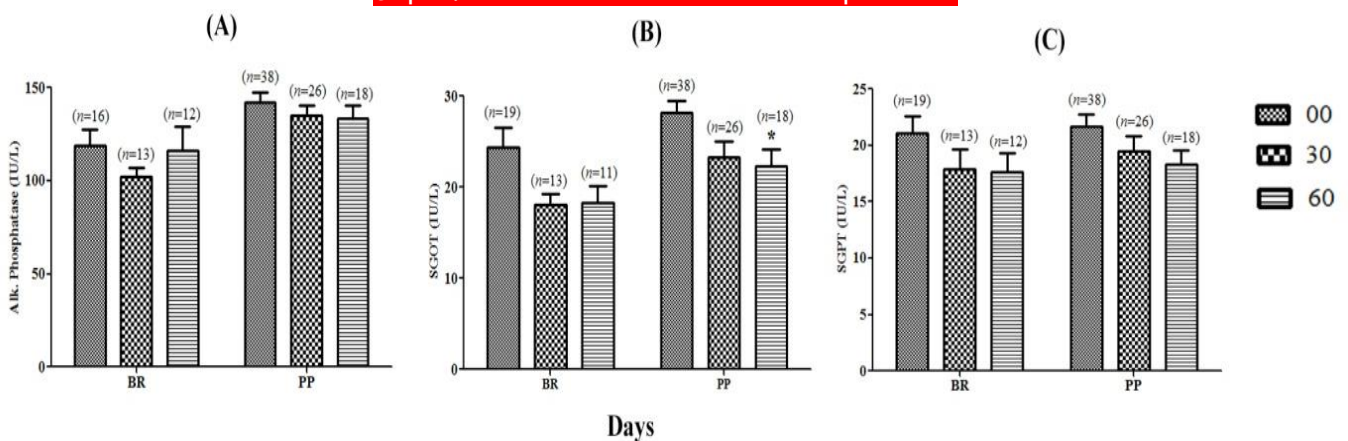 (A)
(B)
(C)
Alk. Phosphatase (IU/L)
150
100
50
0
(n=16)
(n=13)
(n=12)
(n=38)
(n=26)
(n=18)
BR
PP
SGOT (IU/L)
30
20
10
0
(n=19)
(n=13)
(n=11)
(n=38)
(n=26)
(n=18)
*
BR
PP
SGPT (IU/L)
25
20
15
10
5
0
(n=19)
(n=13)
(n=12)
(n=38)
(n=26)
(n=18)
BR
PP
00
30
60
Days